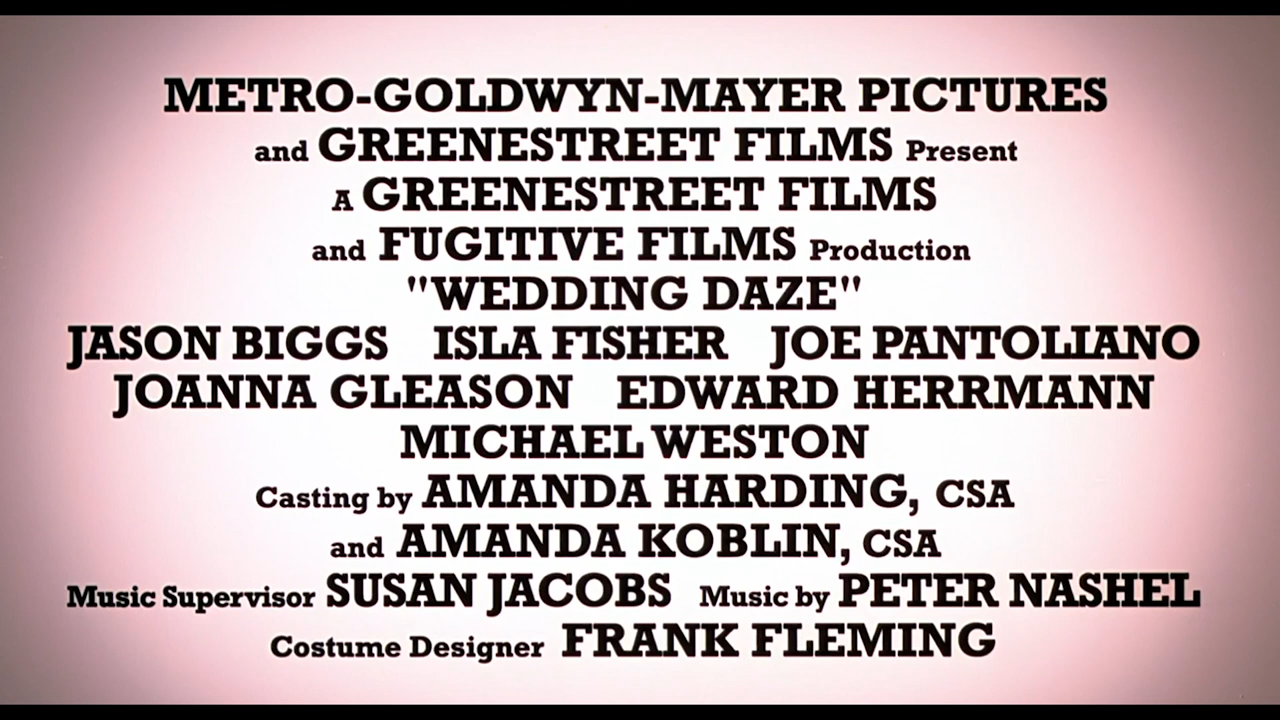 METRO-GOLDWYN-MAYER PICTURES
and GREENESTREET FILMS Present
A GREENESTREET FILMS
and FUGITIVE FILMS Production
"WEDDING DAZE"
JASON BIGGS ISLA FISHER JOE PANTOLIANO
JOANNA GLEASON EDWARD HERRMANN
MICHAEL WESTON
Casting by AMANDA HARDING, CSA
and AMANDA KOBLIN, CSA
Music Supervisor SUSAN JACOBS Music by PETER NASHEL
Costume Designer FRANK FLEMING